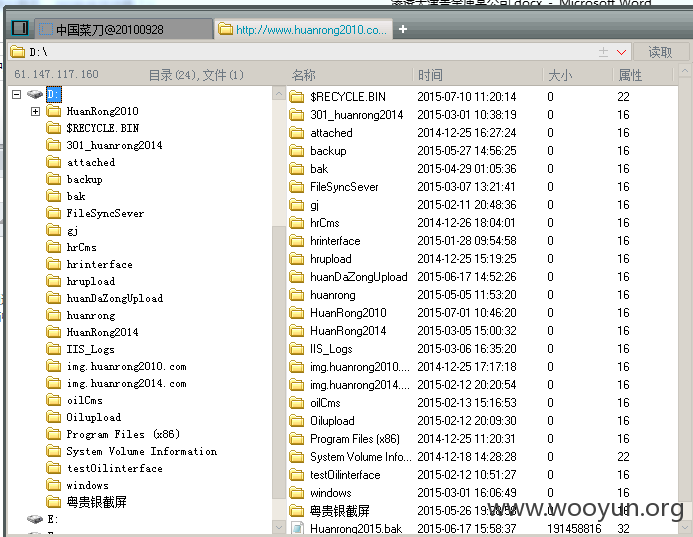 中国菜刀@20100928 http://www.huanrong2010.co... +
D:\ 读取
61.147.117.160 目录(24),文件(1) 名称 时间 大小 属性
D:
HuanRong2010
$RECYCLE.BIN
301_huanrong2014
attached
backup
bak
FileSyncSever
gj
hrCms
hrinterface
hrupload
huanDaZongUpload
huanrong
HuanRong2014
IIS_Logs
img.huanrong2010.com
img.huanrong2014.com
oilCms
Oilupload
Program Files (x86)
System Volume Information
testOilinterface
windows
粤贵银截屏
E:
$RECYCLE.BIN 2015-07-10 11:20:14 0 22
301_huanrong2014 2015-03-01 10:38:19 0 16
attached 2014-12-25 16:27:24 0 16
backup 2015-05-27 14:56:25 0 16
bak 2015-04-29 01:05:36 0 16
FileSyncSever 2015-03-07 13:21:41 0 16
gj 2015-02-11 20:48:36 0 16
hrCms 2014-12-26 18:04:01 0 16
hrinterface 2015-01-28 09:54:58 0 16
hrupload 2014-12-25 15:19:25 0 16
huanDaZongUpload 2015-06-17 14:52:26 0 16
huanrong 2015-05-05 11:53:20 0 16
HuanRong2010 2015-07-01 10:46:20 0 16
HuanRong2014 2015-03-05 15:00:32 0 16
IIS_Logs 2015-03-06 16:35:20 0 16
img.huanrong2010.... 2014-12-25 17:17:18 0 16
img.huanrong2014.... 2015-02-12 20:20:54 0 16
oilCms 2015-02-13 15:16:53 0 16
Oilupload 2015-02-12 20:09:30 0 16
Program Files (x86) 2014-12-25 11:20:31 0 16
System Volume Info... 2014-12-18 14:28:28 0 22
testOilinterface 2015-02-12 10:51:27 0 16
windows 2015-03-01 16:06:49 0 16
粤贵银截屏 2015-05-26 0 16
Huanrong2015.bak 2015-06-17 15:58:37 191458816 32
www.wooyun.org